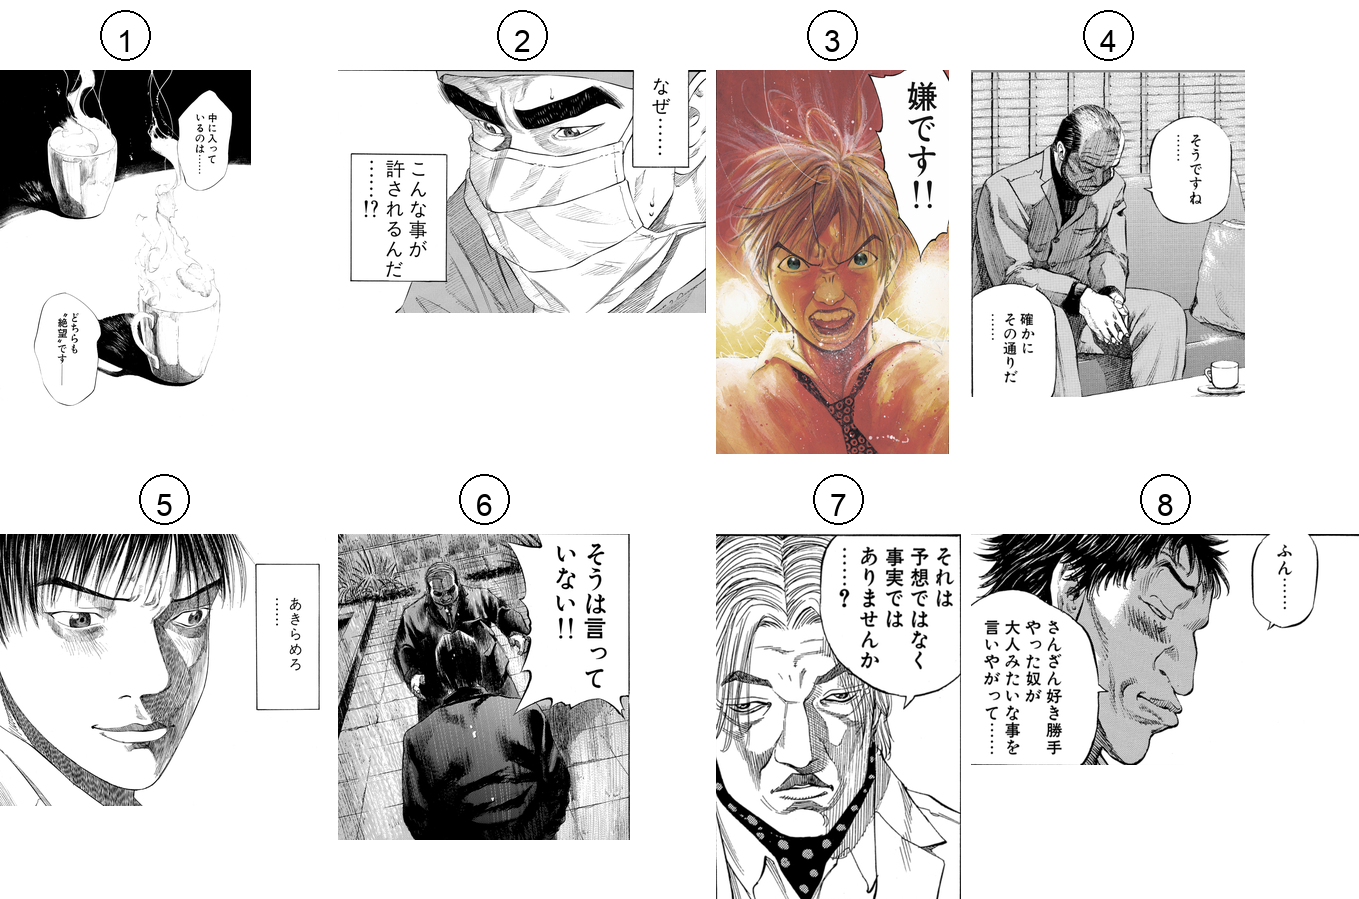 1
中に入って
いるのは……
どちらも
〝絶望〟です――
2
なぜ……
こんな事が
許されるんだ
……!?
3
嫌です!!
4
そうですね
……
確かに
その通りだ
……
5
あきらめろ
……
6
そうは言って
いない!!
7
それは
予想ではなく
事実では
ありませんか
……?
8
ふん……
さんざん好き勝手
やった奴が
大人みたいな事を
言いやがって……